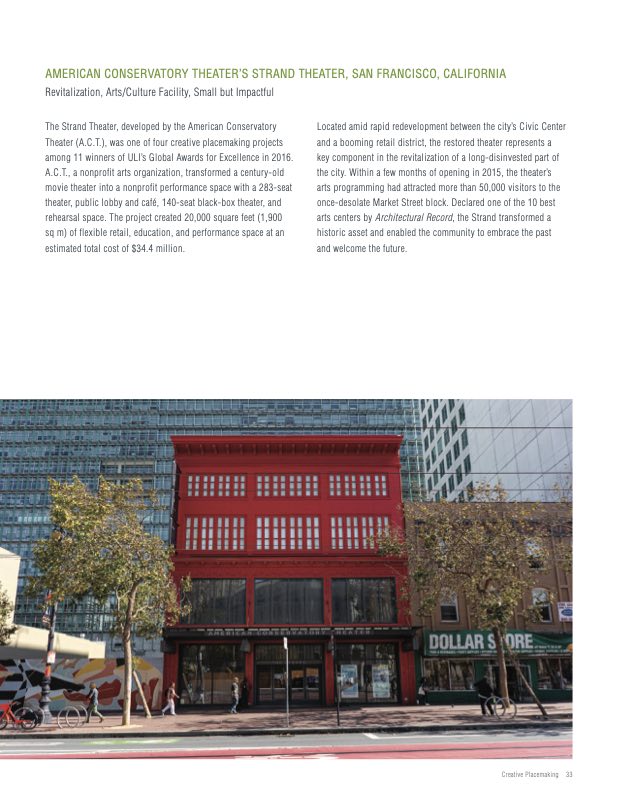 AMERICAN CONSERVATORY THEATER'S STRAND THEATER, SAN FRANCISCO, CALIFORNIA
Revitalization, Arts/Culture Facility, Small but Impactful
The Strand Theater, developed by the American Conservatory
Theater (A.C.T.), was one of four creative placemaking projects
among 11 winners of ULI's Global Awards for Excellence in 2016.
A.C.T., a nonprofit arts organization, transformed a century-old
movie theater into a nonprofit performance space with a 283-seat
theater, public lobby and café, 140-seat black-box theater, and
rehearsal space. The project created 20,000 square feet (1,900
sq m) of flexible retail, education, and performance space at an
estimated total cost of $34.4 million.
Located amid rapid redevelopment between the city's Civic Center
and a booming retail district, the restored theater represents a
key component in the revitalization of a long-disinvested part of
the city. Within a few months of opening in 2015, the theater's
arts programming had attracted more than 50,000 visitors to the
once-desolate Market Street block. Declared one of the 10 best
arts centers by Architectural Record, the Strand transformed a
historic asset and enabled the community to embrace the past
and welcome the future.
AMERICAN CONSERVATORY THEATER
DOLLAR STORE
Creative Placemaking 33